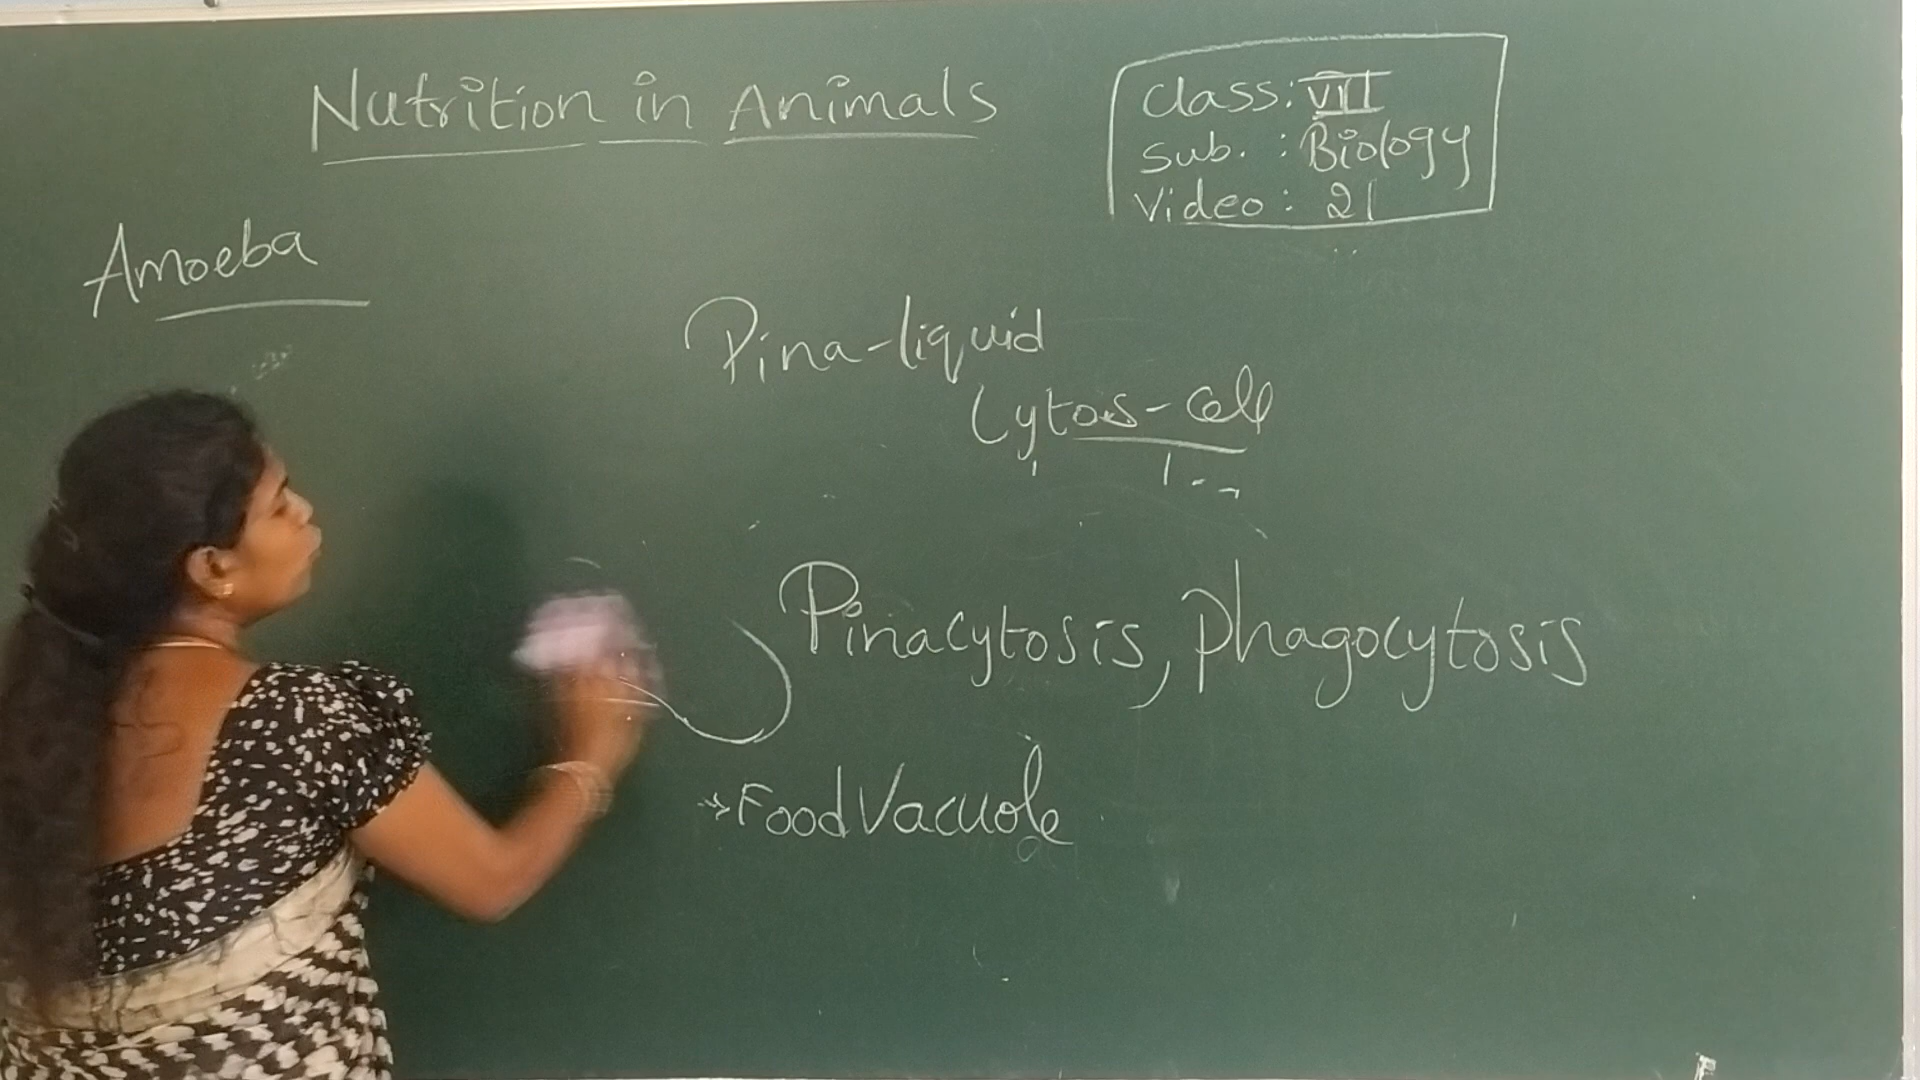 Nutrition in Animals
class: VII
sub. : Biology
Video : 21
Amoeba
Pina-liquid
Cytos-cell
Pinacytosis, Phagocytosis
→Food Vacuole